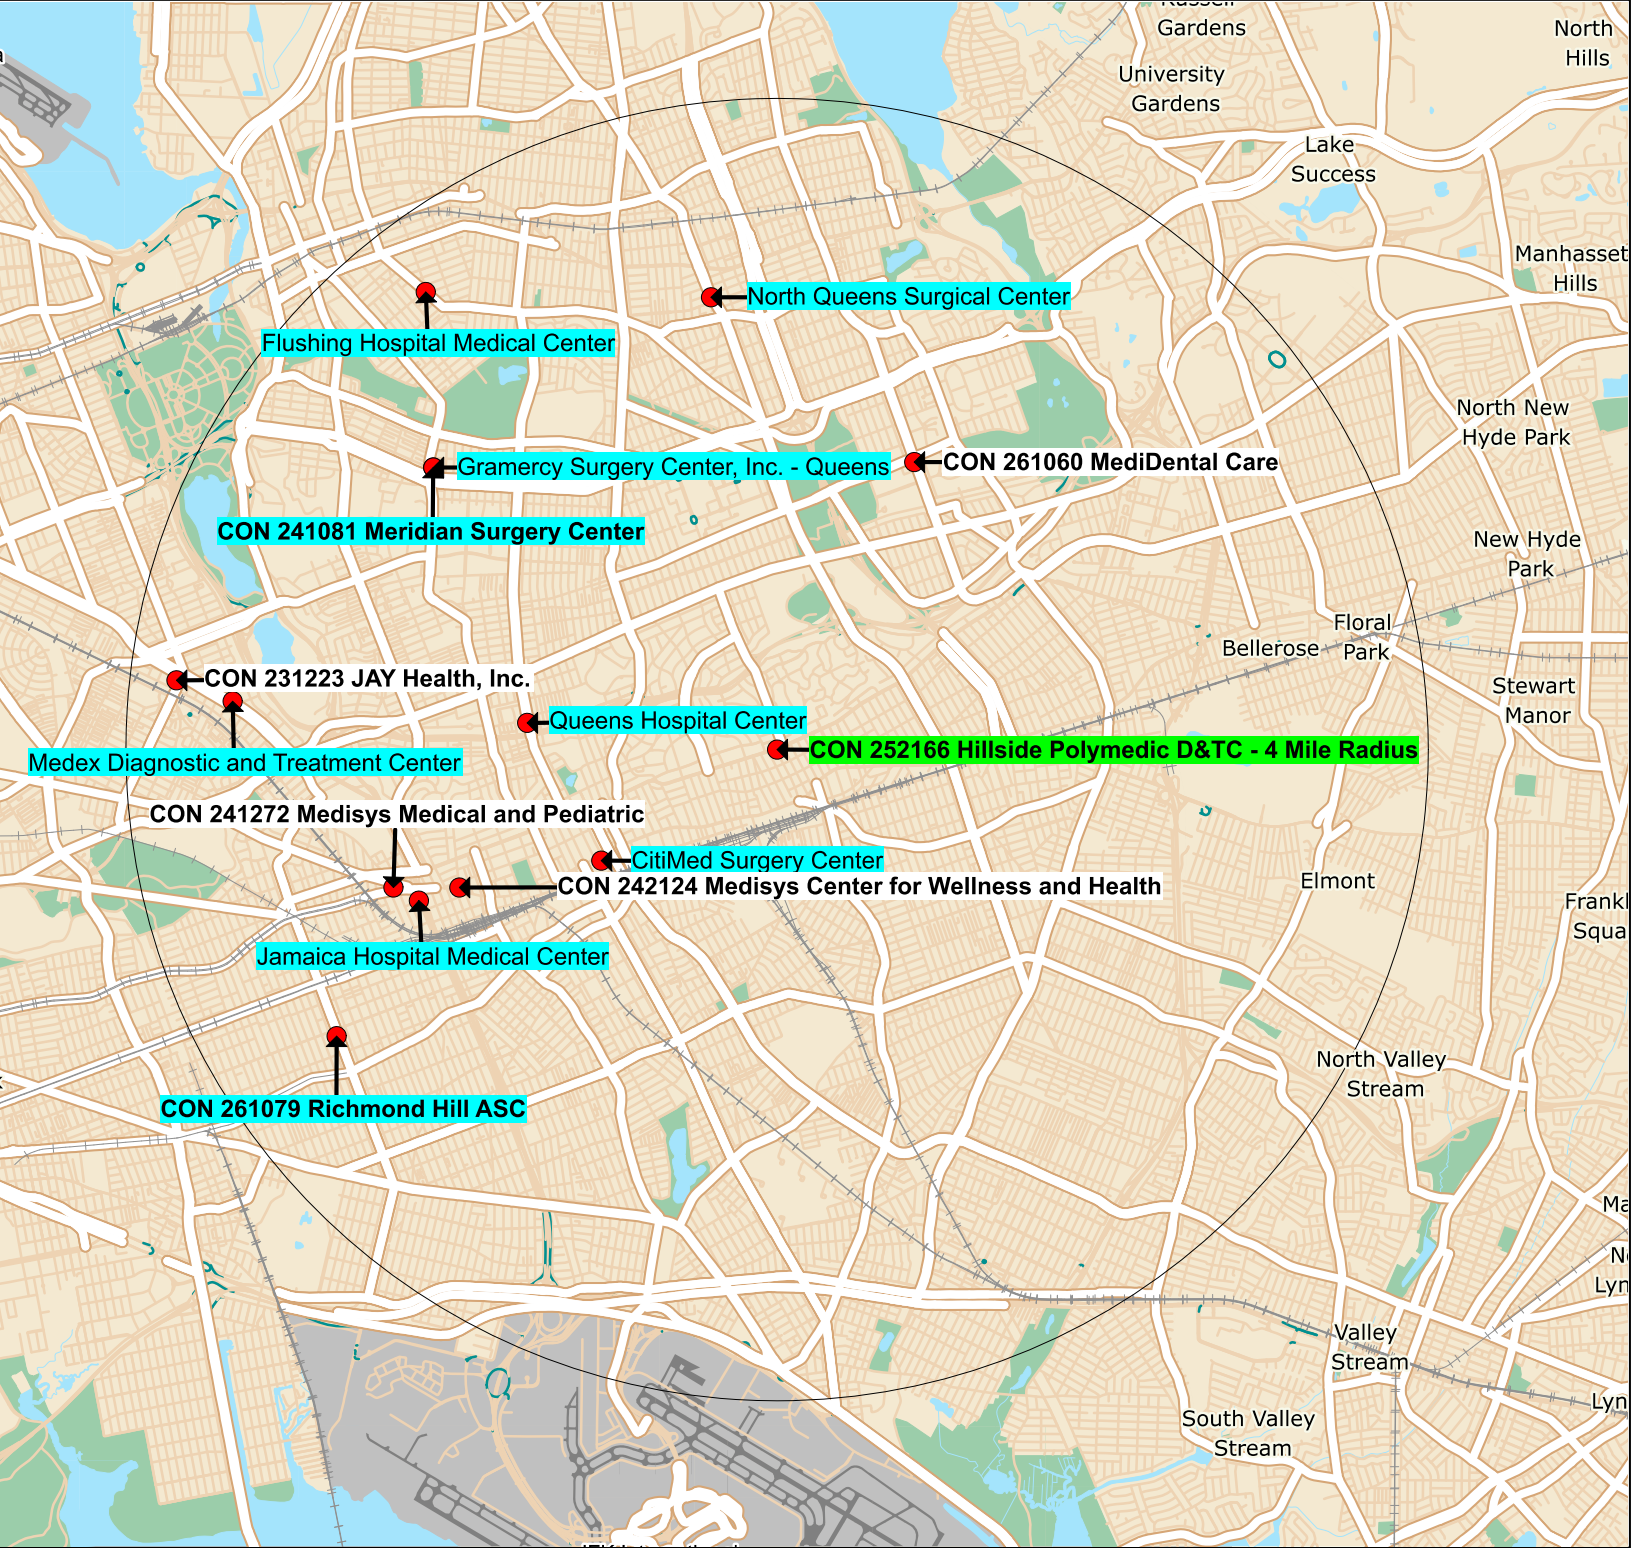 Gardens
North
Hills
University
Gardens
Lake
Success
Manhasset
Hills
North Queens Surgical Center
Flushing Hospital Medical Center
North New
Hyde Park
Gramercy Surgery Center, Inc. - Queens
CON 261060 MediDental Care
CON 241081 Meridian Surgery Center
New Hyde
Park
Floral
Park
Bellerose
CON 231223 JAY Health, Inc.
Stewart
Manor
Queens Hospital Center
CON 252166 Hillside Polymedic D&TC - 4 Mile Radius
Medex Diagnostic and Treatment Center
CON 241272 Medisys Medical and Pediatric
CitiMed Surgery Center
CON 242124 Medisys Center for Wellness and Health
Elmont
Frankl
Squa
Jamaica Hospital Medical Center
North Valley
Stream
CON 261079 Richmond Hill ASC
Ma
Lyn
Valley
Stream
Lyn
South Valley
Stream